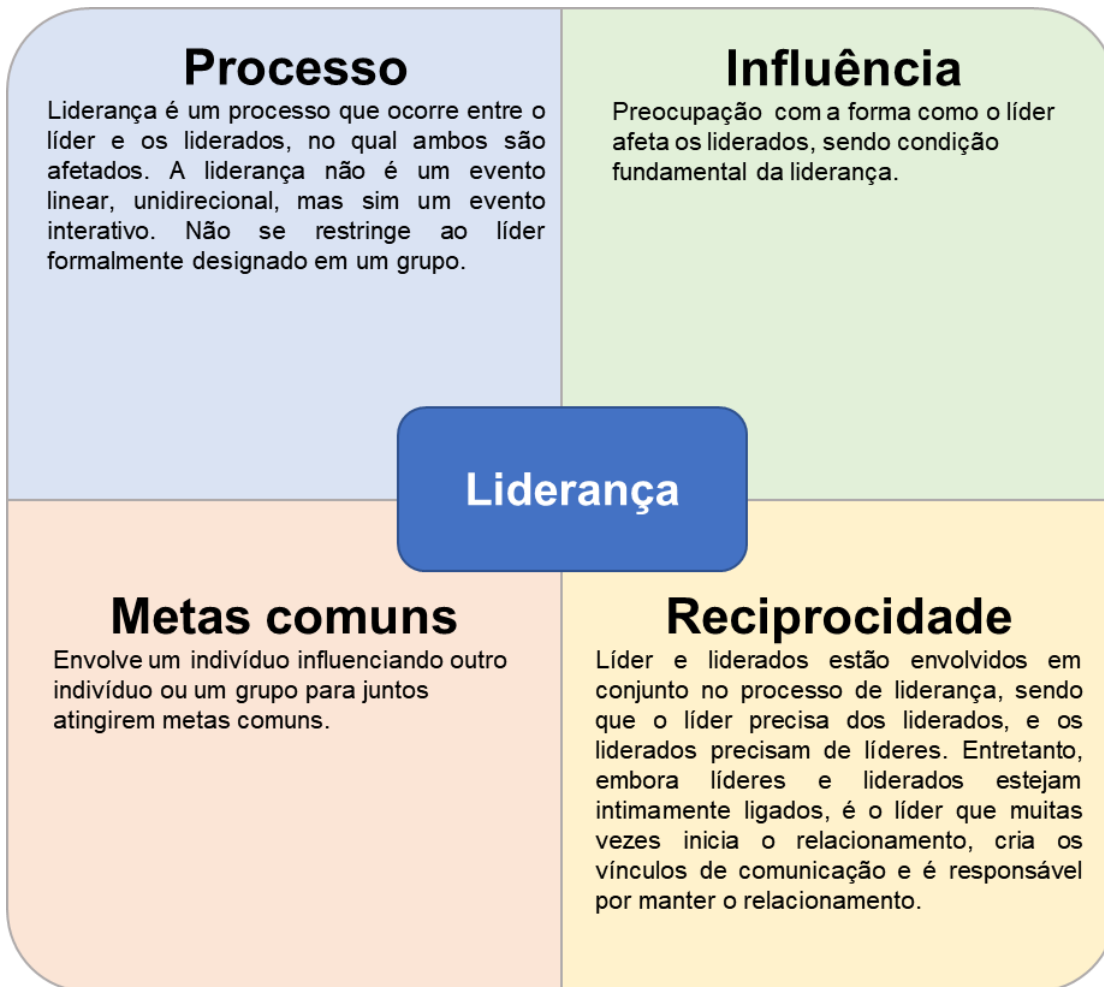 Processo
Liderança é um processo que ocorre entre o
líder e os liderados, no qual ambos são
afetados. A liderança não é um evento
linear, unidirecional, mas sim um evento
interativo. Não se restringe ao líder
formalmente designado em um grupo.
Influência
Preocupação com a forma como o líder
afeta os liderados, sendo condição
fundamental da liderança.
Liderança
Metas comuns
Envolve um indivíduo influenciando outro
indivíduo ou um grupo para juntos
atingirem metas comuns.
Reciprocidade
Líder e liderados estão envolvidos em
conjunto no processo de liderança, sendo
que o líder precisa dos liderados, e os
liderados precisam de líderes. Entretanto,
embora líderes e liderados estejam
intimamente ligados, é o líder que muitas
vezes inicia o relacionamento, cria os
vínculos de comunicação e é responsável
por manter o relacionamento.